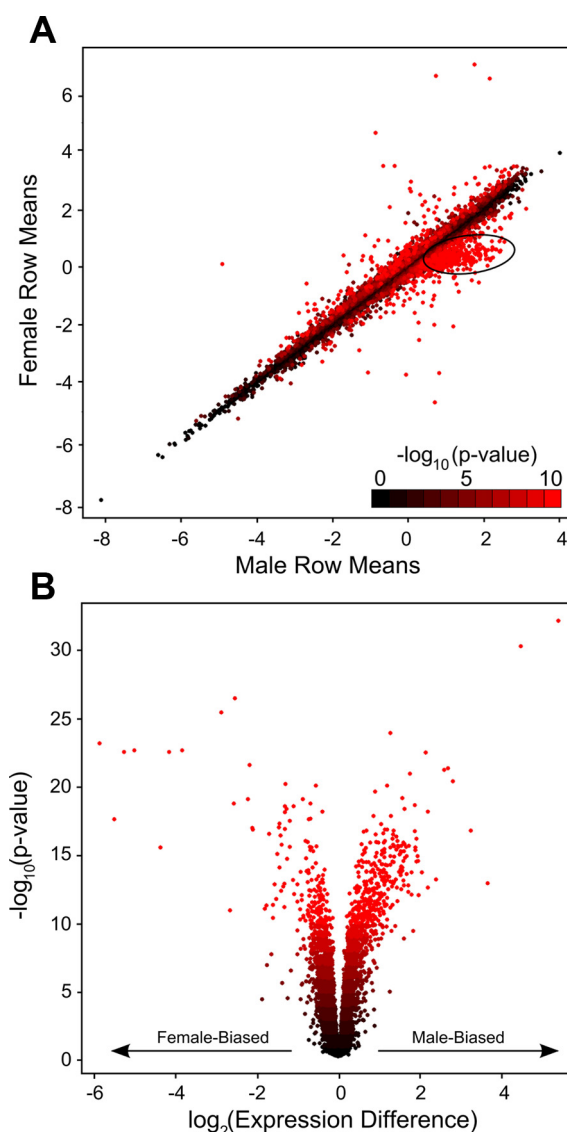 A
6
4
2
0
-2
-4
-6
-8
Female Row Means
-log10(p-value)
0 5 10
-8 -6 -4 -2 0 2 4
Male Row Means
B
30
25
20
15
10
5
0
-log10(p-value)
Female-Biased Male-Biased
-6 -4 -2 0 2 4
log2(Expression Difference)